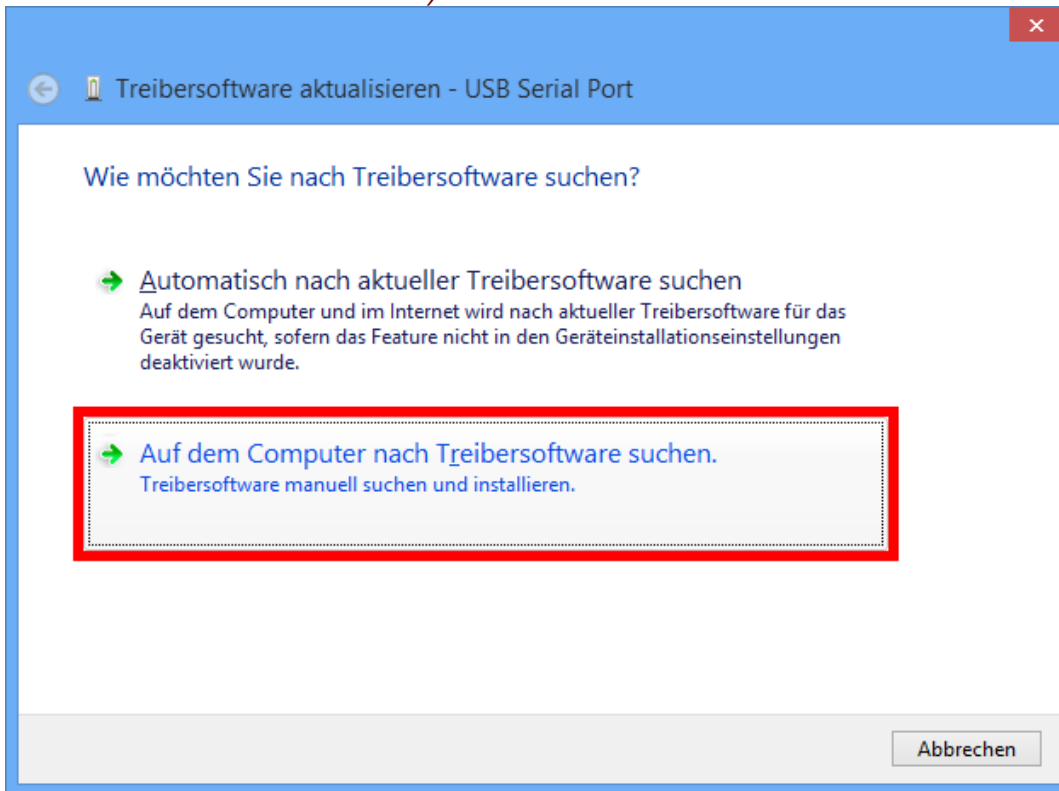 Treibersoftware aktualisieren - USB Serial Port
Wie möchten Sie nach Treibersoftware suchen?
Automatisch nach aktueller Treibersoftware suchen
Auf dem Computer und im Internet wird nach aktueller Treibersoftware für das
Gerät gesucht, sofern das Feature nicht in den Geräteinstallationseinstellungen
deaktiviert wurde.
Auf dem Computer nach Treibersoftware suchen.
Treibersoftware manuell suchen und installieren.
Abbrechen